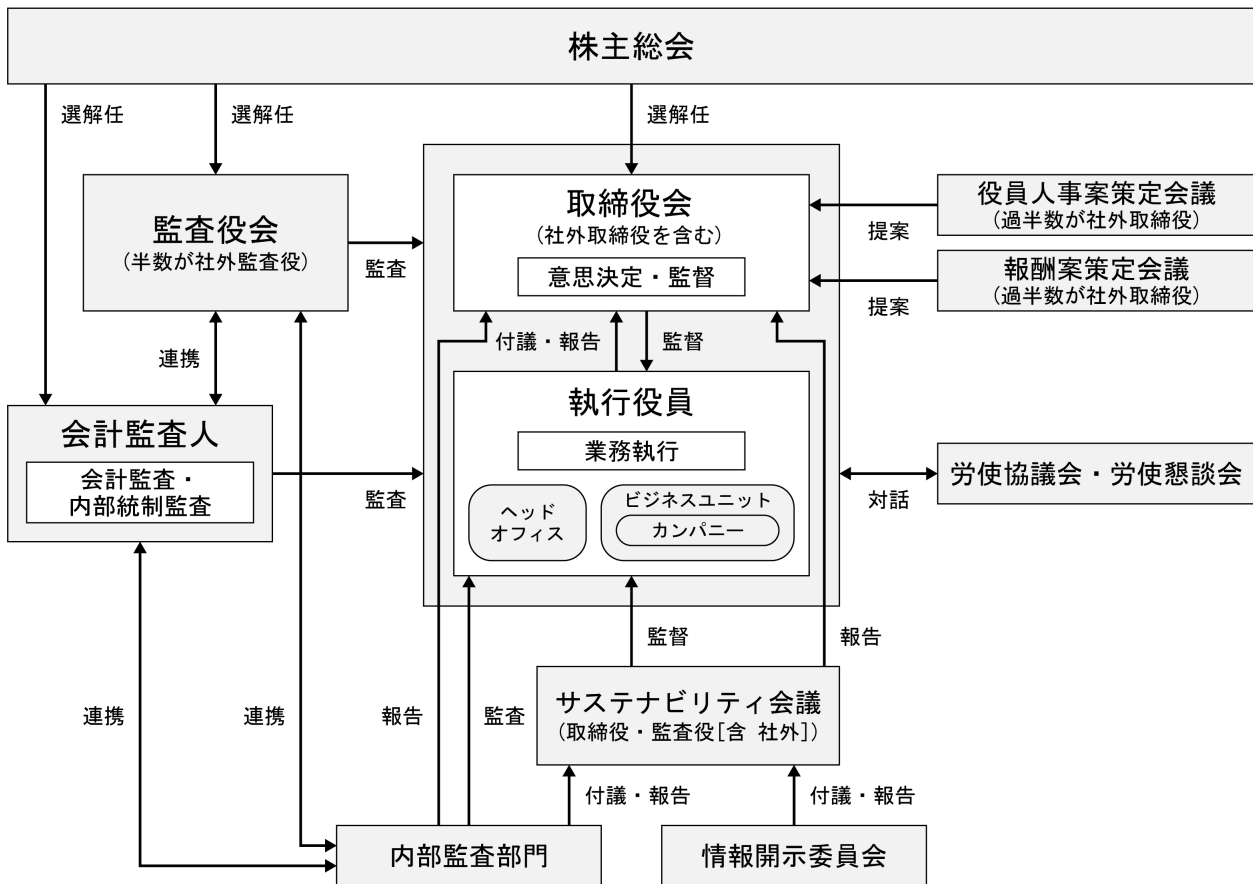 株主総会
選解任
選解任
選解任
監査役会
(半数が社外監査役)
監査
取締役会
(社外取締役を含む)
意思決定・監督
役員人事案策定会議
(過半数が社外取締役)
提案
報酬案策定会議
(過半数が社外取締役)
提案
連携
付議・報告
監督
会計監査人
会計監査・
内部統制監査
監査
執行役員
業務執行
ヘッド
オフィス
ビジネスユニット
カンパニー
労使協議会・労使懇談会
対話
監督
報告
連携
連携
報告
監査
サステナビリティ会議
(取締役・監査役[含 社外])
付議・報告
付議・報告
内部監査部門
情報開示委員会